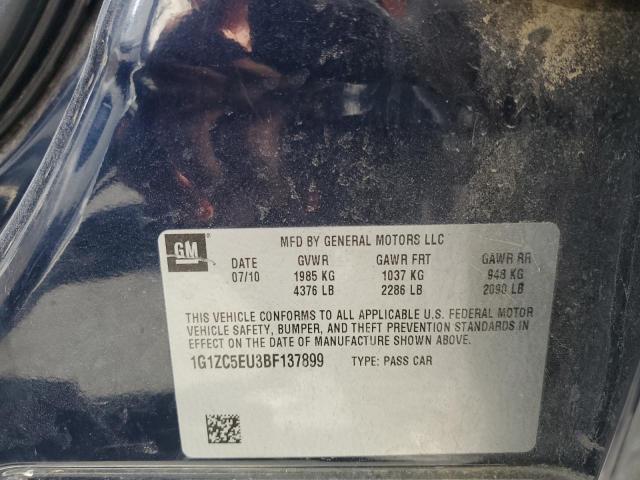 GM
MFD BY GENERAL MOTORS LLC
DATE GVWR GAWR FRT GAWR RR
07/10 1985 KG 1037 KG 948 KG
4376 LB 2286 LB 2090 LB
THIS VEHICLE CONFORMS TO ALL APPLICABLE U.S. FEDERAL MOTOR
VEHICLE SAFETY, BUMPER, AND THEFT PREVENTION STANDARDS IN
EFFECT ON THE DATE OF MANUFACTURE SHOWN ABOVE.
1G1ZC5EU3BF137899 TYPE: PASS CAR